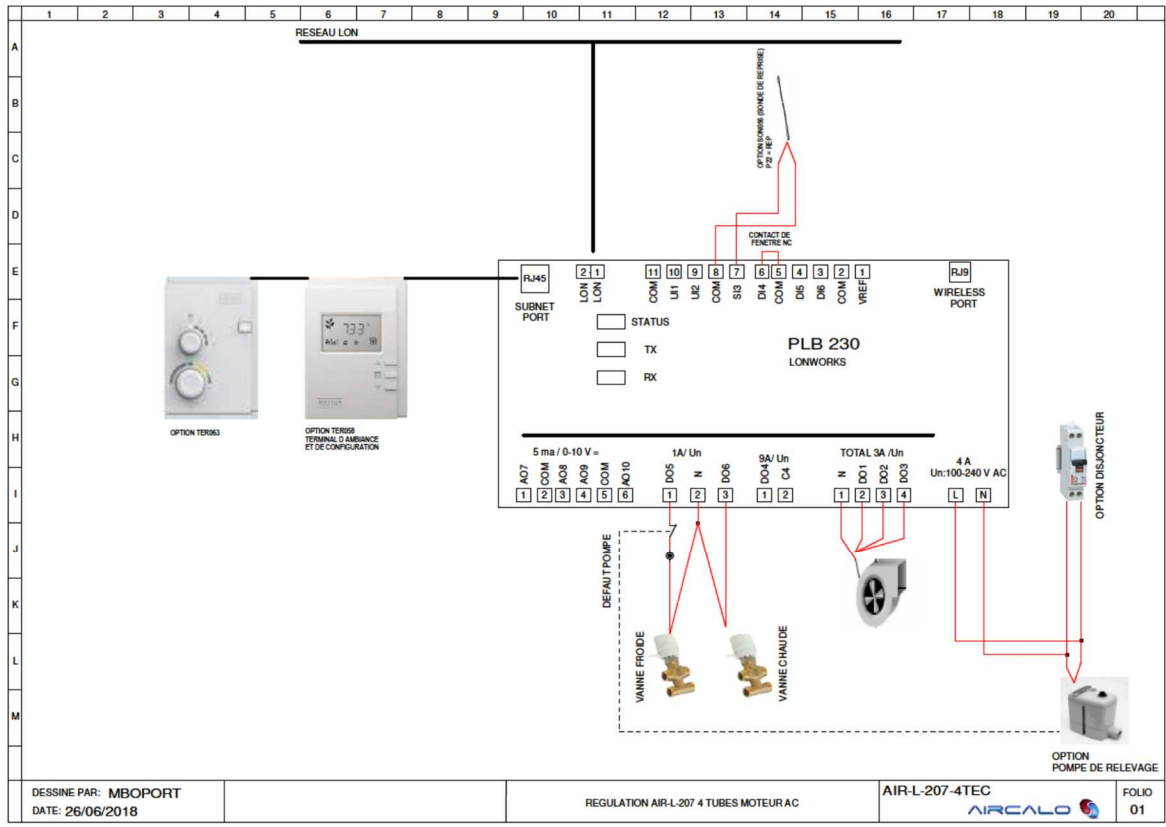 1 2 3 4 5 6 7 8 9 10 11 12 13 14 15 16 17 18 19 20
A
B
C
D
E
F
G
H
I
J
K
L
M
RESEAU LON
OPTION SON056 (SONDE DE REPRISE)
P22 = REP
CONTACT DE
FENETRE NC
RJ45
SUBNET
PORT
2 1
LON
LON
11 10 9 8 7 6 5 4 3 2 1
COM
UI1
UI2
COM
SI3
DI4
COM
DI5
DI6
COM
VREF
RJ9
WIRELESS
PORT
STATUS
TX
RX
PLB 230
LONWORKS
73.3°
OPTION TER063
OPTION TER058
TERMINAL D AMBIANCE
ET DE CONFIGURATION
5 ma / 0-10 V =
AO7
COM
AO8
AO9
COM
AO10
1 2 3 4 5 6
1A/ Un
DO5
N
DO6
1 2 3
9A/ Un
DO4
C4
1 2
TOTAL 3A /Un
N
DO1
DO2
DO3
1 2 3 4
4 A
Un:100-240 V AC
L N
OPTION DISJONCTEUR
DEFAUT POMPE
VANNE FROIDE
VANNE CHAUDE
OPTION
POMPE DE RELEVAGE
DESSINE PAR: MBOPORT
DATE: 26/06/2018
REGULATION AIR-L-207 4 TUBES MOTEUR AC
AIR-L-207-4TEC
AIRCALO
FOLIO
01